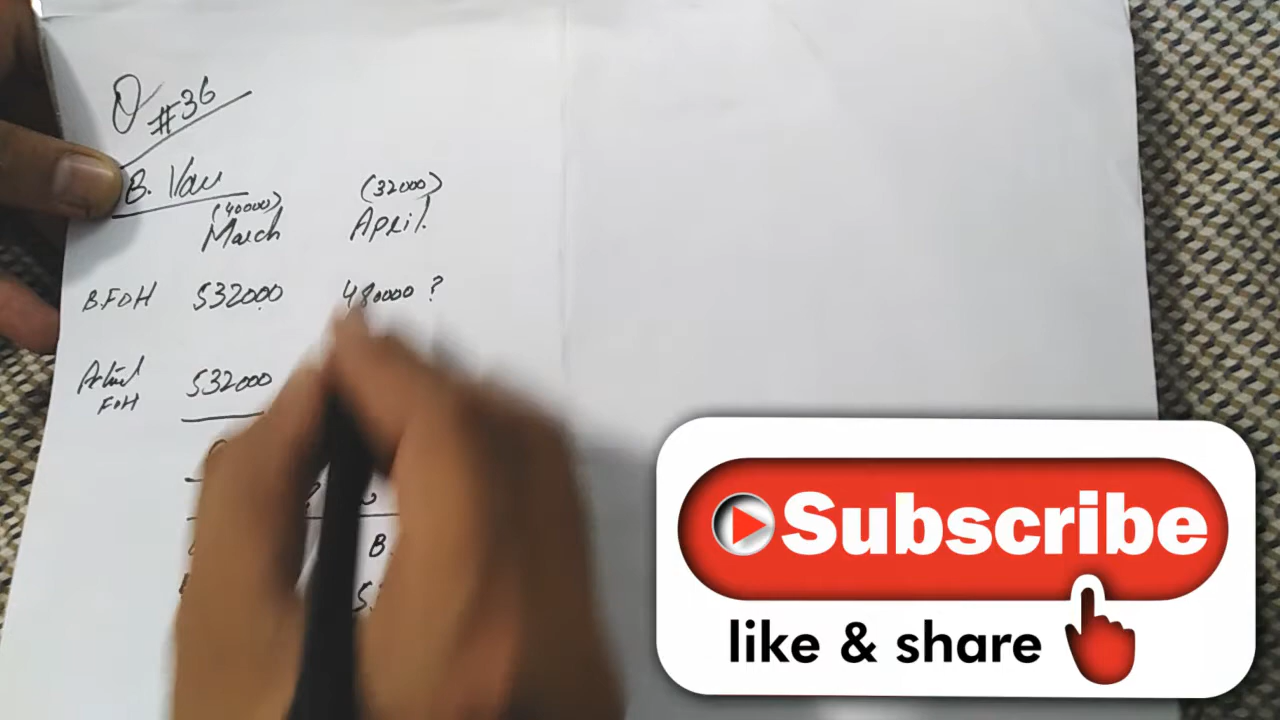 Q #36
B. Var
(40000) (32000)
March April
B.FOH 532000 480000 ?
Actual 532000
FOH
B.
Subscribe
like & share